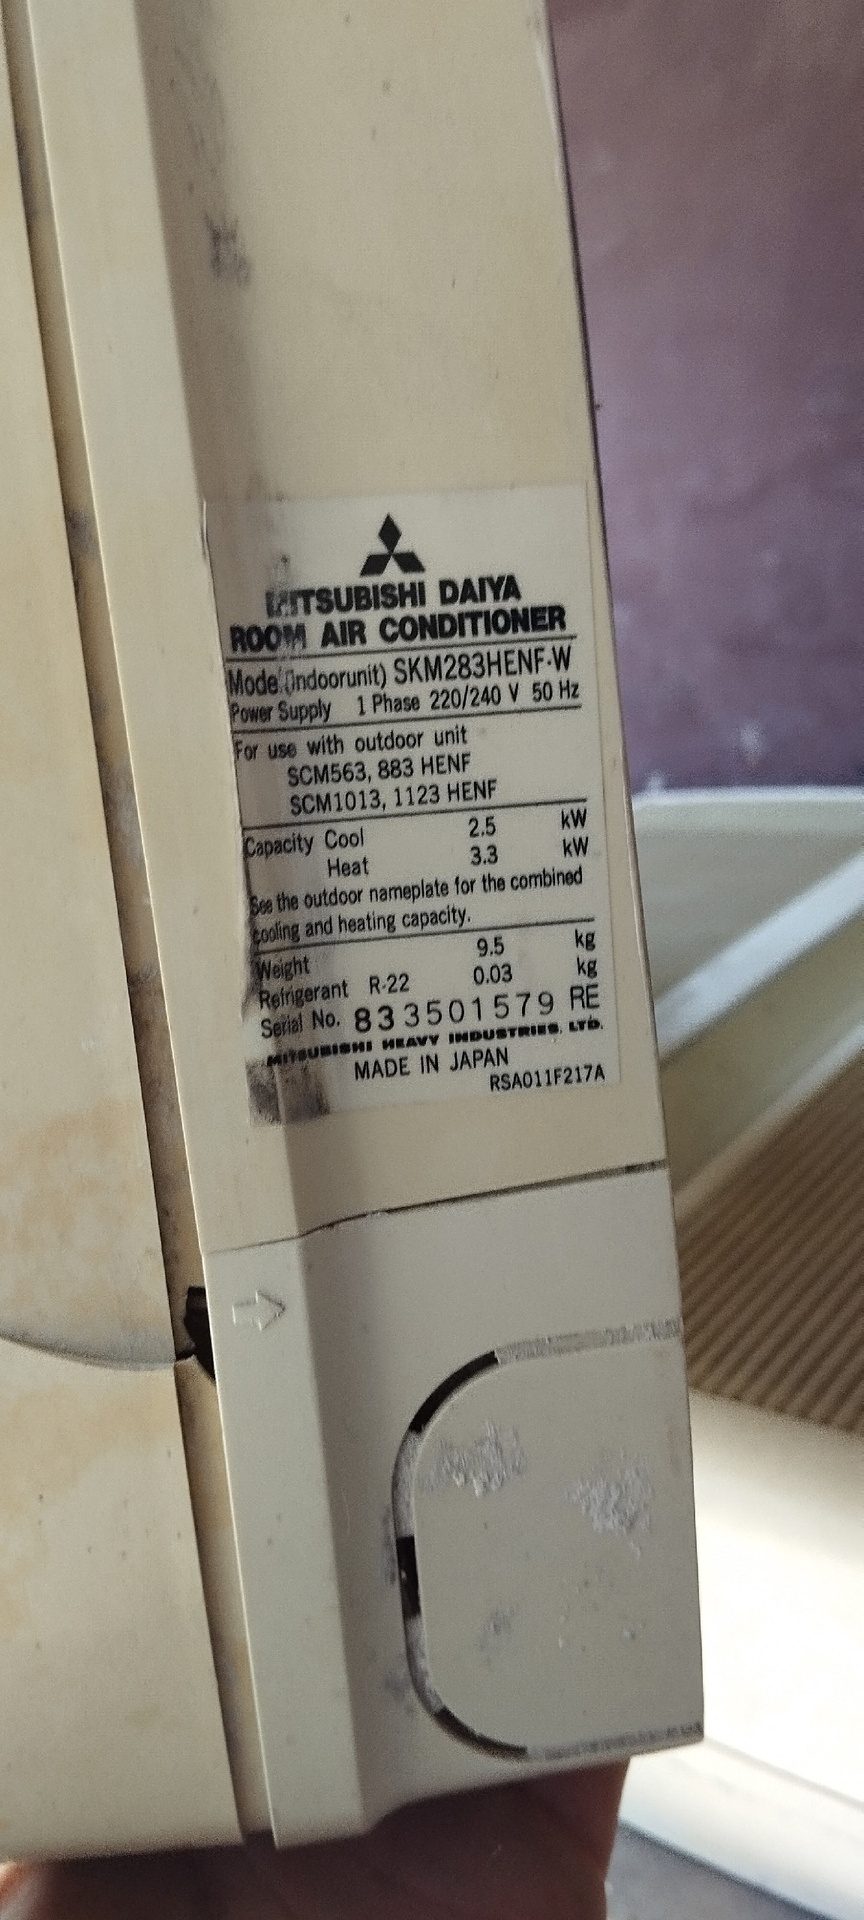 MITSUBISHI DAIYA
ROOM AIR CONDITIONER
Model (Indoorunit) SKM283HENF-W
Power Supply 1 Phase 220/240 V 50 Hz
For use with outdoor unit
SCM563, 883 HENF
SCM1013, 1123 HENF
Capacity Cool 2.5 kW
Heat 3.3 kW
See the outdoor nameplate for the combined
cooling and heating capacity.
Weight 9.5 kg
Refrigerant R-22 0.03 kg
Serial No. 833501579 RE
MITSUBISHI HEAVY INDUSTRIES, LTD.
MADE IN JAPAN
RSA011F217A